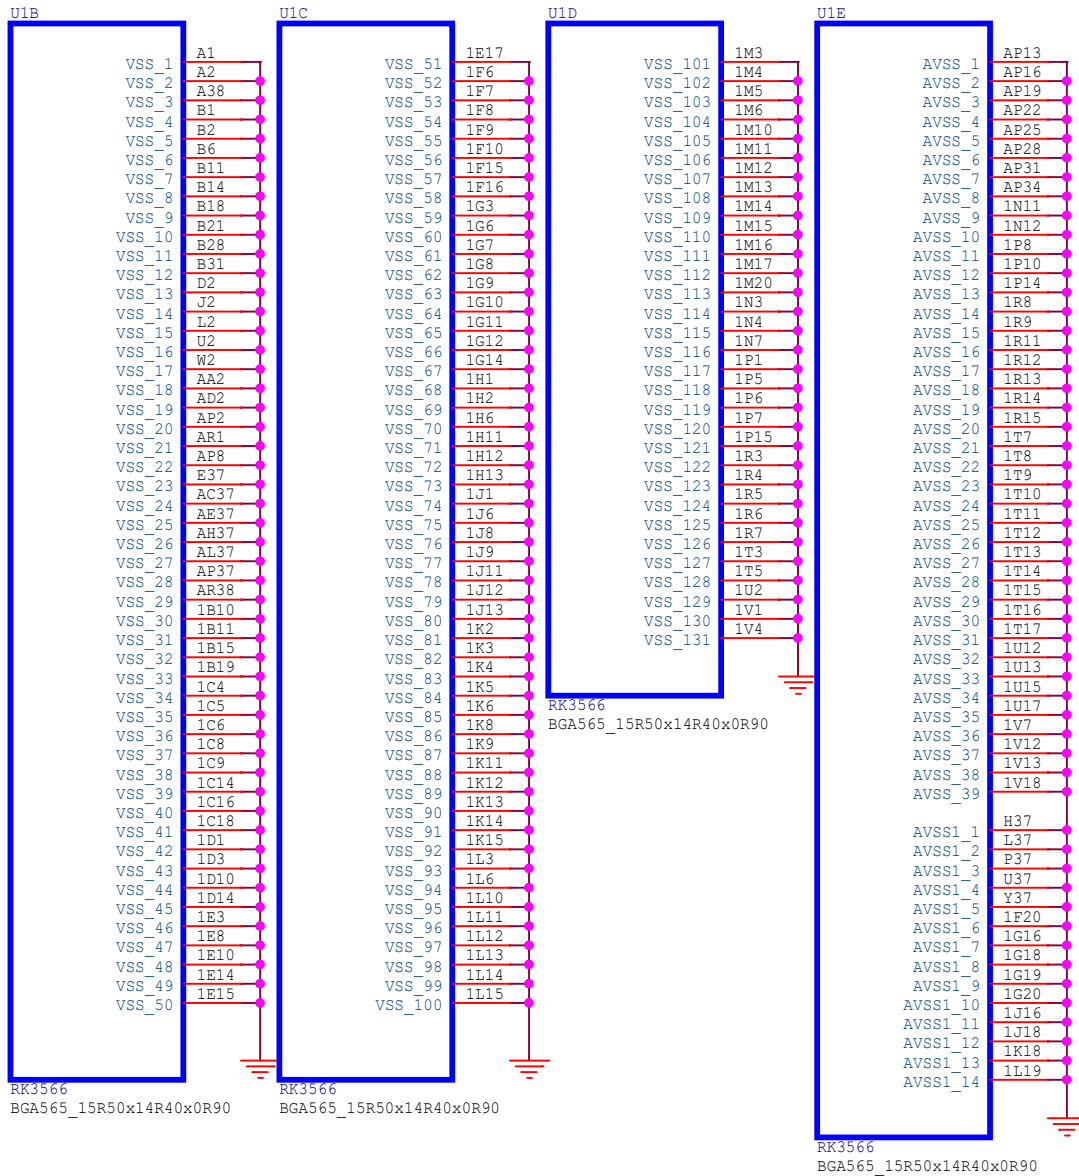 U1B
VSS_1 A1
VSS_2 A2
VSS_3 A38
VSS_4 B1
VSS_5 B2
VSS_6 B6
VSS_7 B11
VSS_8 B14
VSS_9 B18
VSS_10 B21
VSS_11 B28
VSS_12 B31
VSS_13 D2
VSS_14 J2
VSS_15 L2
VSS_16 U2
VSS_17 W2
VSS_18 AA2
VSS_19 AD2
VSS_20 AP2
VSS_21 AR1
VSS_22 AP8
VSS_23 E37
VSS_24 AC37
VSS_25 AE37
VSS_26 AH37
VSS_27 AL37
VSS_28 AP37
VSS_29 AR38
VSS_30 1B10
VSS_31 1B11
VSS_32 1B15
VSS_33 1B19
VSS_34 1C4
VSS_35 1C5
VSS_36 1C6
VSS_37 1C8
VSS_38 1C9
VSS_39 1C14
VSS_40 1C16
VSS_41 1C18
VSS_42 1D1
VSS_43 1D3
VSS_44 1D10
VSS_45 1D14
VSS_46 1E3
VSS_47 1E8
VSS_48 1E10
VSS_49 1E14
VSS_50 1E15
RK3566
BGA565_15R50x14R40x0R90
U1C
VSS_51 1E17
VSS_52 1F6
VSS_53 1F7
VSS_54 1F8
VSS_55 1F9
VSS_56 1F10
VSS_57 1F15
VSS_58 1F16
VSS_59 1G3
VSS_60 1G6
VSS_61 1G7
VSS_62 1G8
VSS_63 1G9
VSS_64 1G10
VSS_65 1G11
VSS_66 1G12
VSS_67 1G14
VSS_68 1H1
VSS_69 1H2
VSS_70 1H6
VSS_71 1H11
VSS_72 1H12
VSS_73 1H13
VSS_74 1J1
VSS_75 1J6
VSS_76 1J8
VSS_77 1J9
VSS_78 1J11
VSS_79 1J12
VSS_80 1J13
VSS_81 1K2
VSS_82 1K3
VSS_83 1K4
VSS_84 1K5
VSS_85 1K6
VSS_86 1K8
VSS_87 1K9
VSS_88 1K11
VSS_89 1K12
VSS_90 1K13
VSS_91 1K14
VSS_92 1K15
VSS_93 1L3
VSS_94 1L6
VSS_95 1L10
VSS_96 1L11
VSS_97 1L12
VSS_98 1L13
VSS_99 1L14
VSS_100 1L15
RK3566
BGA565_15R50x14R40x0R90
U1D
VSS_101 1M3
VSS_102 1M4
VSS_103 1M5
VSS_104 1M6
VSS_105 1M10
VSS_106 1M11
VSS_107 1M12
VSS_108 1M13
VSS_109 1M14
VSS_110 1M15
VSS_111 1M16
VSS_112 1M17
VSS_113 1M20
VSS_114 1N3
VSS_115 1N4
VSS_116 1N7
VSS_117 1P1
VSS_118 1P5
VSS_119 1P6
VSS_120 1P7
VSS_121 1P15
VSS_122 1R3
VSS_123 1R4
VSS_124 1R5
VSS_125 1R6
VSS_126 1R7
VSS_127 1T3
VSS_128 1T5
VSS_129 1U2
VSS_130 1V1
VSS_131 1V4
RK3566
BGA565_15R50x14R40x0R90
U1E
AVSS_1 AP13
AVSS_2 AP16
AVSS_3 AP19
AVSS_4 AP22
AVSS_5 AP25
AVSS_6 AP28
AVSS_7 AP31
AVSS_8 AP34
AVSS_9 1N11
AVSS_10 1N12
AVSS_11 1P8
AVSS_12 1P10
AVSS_13 1P14
AVSS_14 1R8
AVSS_15 1R9
AVSS_16 1R11
AVSS_17 1R12
AVSS_18 1R13
AVSS_19 1R14
AVSS_20 1R15
AVSS_21 1T7
AVSS_22 1T8
AVSS_23 1T9
AVSS_24 1T10
AVSS_25 1T11
AVSS_26 1T12
AVSS_27 1T13
AVSS_28 1T14
AVSS_29 1T15
AVSS_30 1T16
AVSS_31 1T17
AVSS_32 1U12
AVSS_33 1U13
AVSS_34 1U15
AVSS_35 1U17
AVSS_36 1V7
AVSS_37 1V12
AVSS_38 1V13
AVSS_39 1V18
AVSS1_1 H37
AVSS1_2 L37
AVSS1_3 P37
AVSS1_4 U37
AVSS1_5 Y37
AVSS1_6 1F20
AVSS1_7 1G16
AVSS1_8 1G18
AVSS1_9 1G19
AVSS1_10 1G20
AVSS1_11 1J16
AVSS1_12 1J18
AVSS1_13 1K18
AVSS1_14 1L19
RK3566
BGA565_15R50x14R40x0R90